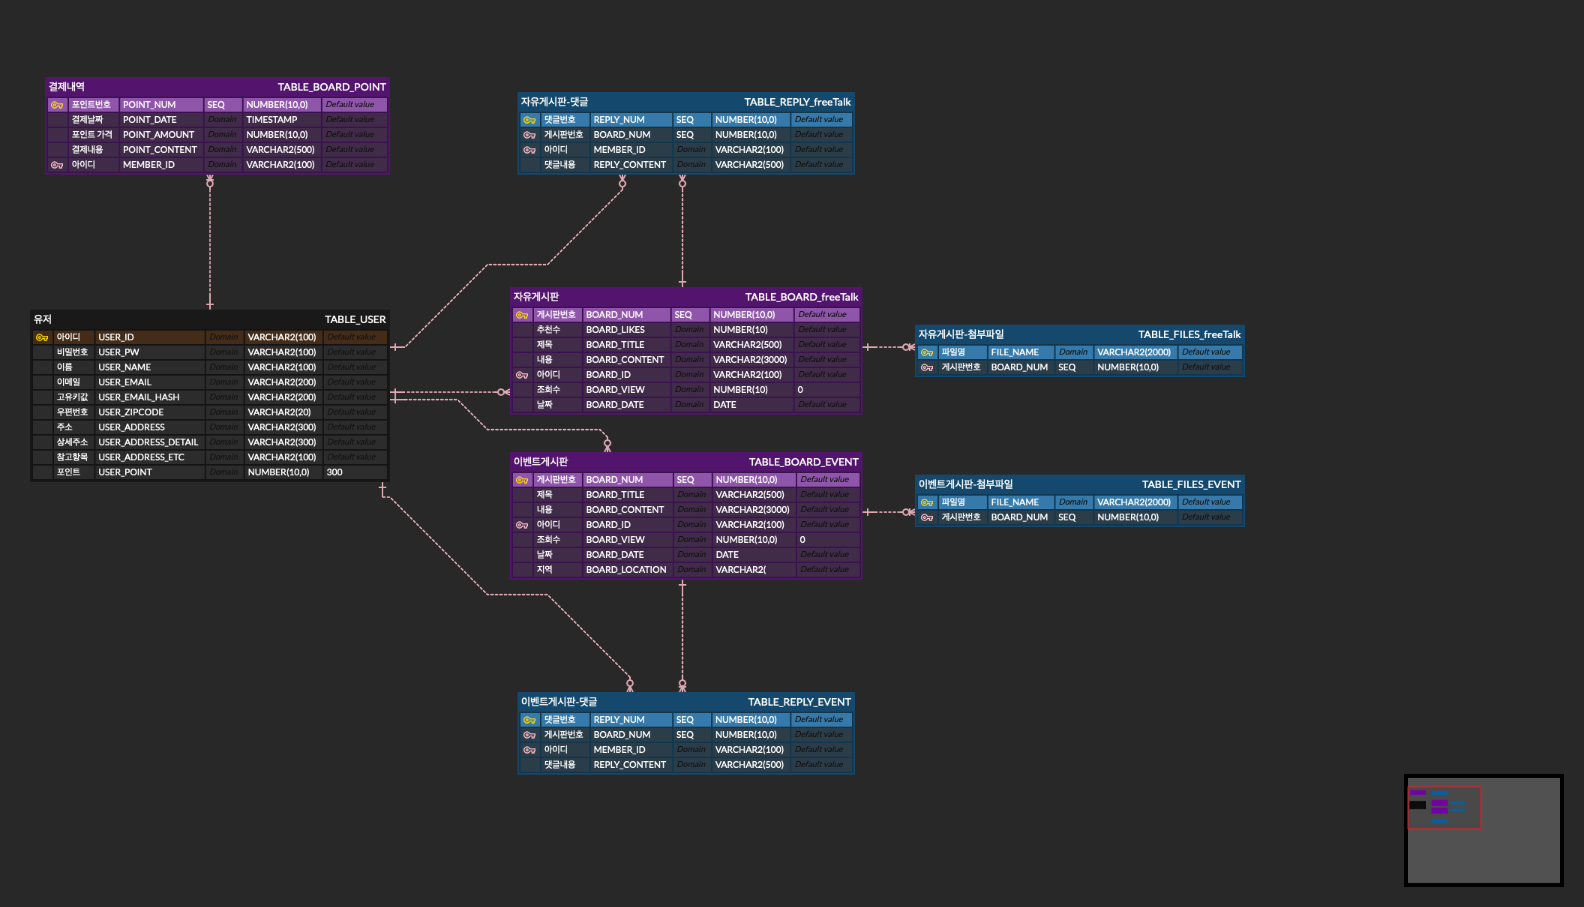 결제내역 TABLE_BOARD_POINT
포인트번호 POINT_NUM SEQ NUMBER(10,0) Default value
결제날짜 POINT_DATE Domain TIMESTAMP Default value
포인트 가격 POINT_AMOUNT Domain NUMBER(10,0) Default value
결제내용 POINT_CONTENT Domain VARCHAR2(500) Default value
아이디 MEMBER_ID Domain VARCHAR2(100) Default value
자유게시판-댓글 TABLE_REPLY_freeTalk
댓글번호 REPLY_NUM SEQ NUMBER(10,0) Default value
게시판번호 BOARD_NUM SEQ NUMBER(10,0) Default value
아이디 MEMBER_ID Domain VARCHAR2(100) Default value
댓글내용 REPLY_CONTENT Domain VARCHAR2(500) Default value
유저 TABLE_USER
아이디 USER_ID Domain VARCHAR2(100) Default value
비밀번호 USER_PW Domain VARCHAR2(100) Default value
이름 USER_NAME Domain VARCHAR2(100) Default value
이메일 USER_EMAIL Domain VARCHAR2(200) Default value
고유키값 USER_EMAIL_HASH Domain VARCHAR2(200) Default value
우편번호 USER_ZIPCODE Domain VARCHAR2(20) Default value
주소 USER_ADDRESS Domain VARCHAR2(300) Default value
상세주소 USER_ADDRESS_DETAIL Domain VARCHAR2(300) Default value
참고항목 USER_ADDRESS_ETC Domain VARCHAR2(100) Default value
포인트 USER_POINT Domain NUMBER(10,0) 300
자유게시판 TABLE_BOARD_freeTalk
게시판번호 BOARD_NUM SEQ NUMBER(10,0) Default value
추천수 BOARD_LIKES Domain NUMBER(10) Default value
제목 BOARD_TITLE Domain VARCHAR2(500) Default value
내용 BOARD_CONTENT Domain VARCHAR2(3000) Default value
아이디 BOARD_ID Domain VARCHAR2(100) Default value
조회수 BOARD_VIEW Domain NUMBER(10) 0
날짜 BOARD_DATE Domain DATE Default value
자유게시판-첨부파일 TABLE_FILES_freeTalk
파일명 FILE_NAME Domain VARCHAR2(2000) Default value
게시판번호 BOARD_NUM SEQ NUMBER(10,0) Default value
이벤트게시판 TABLE_BOARD_EVENT
게시판번호 BOARD_NUM SEQ NUMBER(10,0) Default value
제목 BOARD_TITLE Domain VARCHAR2(500) Default value
내용 BOARD_CONTENT Domain VARCHAR2(3000) Default value
아이디 BOARD_ID Domain VARCHAR2(100) Default value
조회수 BOARD_VIEW Domain NUMBER(10,0) 0
날짜 BOARD_DATE Domain DATE Default value
지역 BOARD_LOCATION Domain VARCHAR2( Default value
이벤트게시판-첨부파일 TABLE_FILES_EVENT
파일명 FILE_NAME Domain VARCHAR2(2000) Default value
게시판번호 BOARD_NUM SEQ NUMBER(10,0) Default value
이벤트게시판-댓글 TABLE_REPLY_EVENT
댓글번호 REPLY_NUM SEQ NUMBER(10,0) Default value
게시판번호 BOARD_NUM SEQ NUMBER(10,0) Default value
아이디 MEMBER_ID Domain VARCHAR2(100) Default value
댓글내용 REPLY_CONTENT Domain VARCHAR2(500) Default value